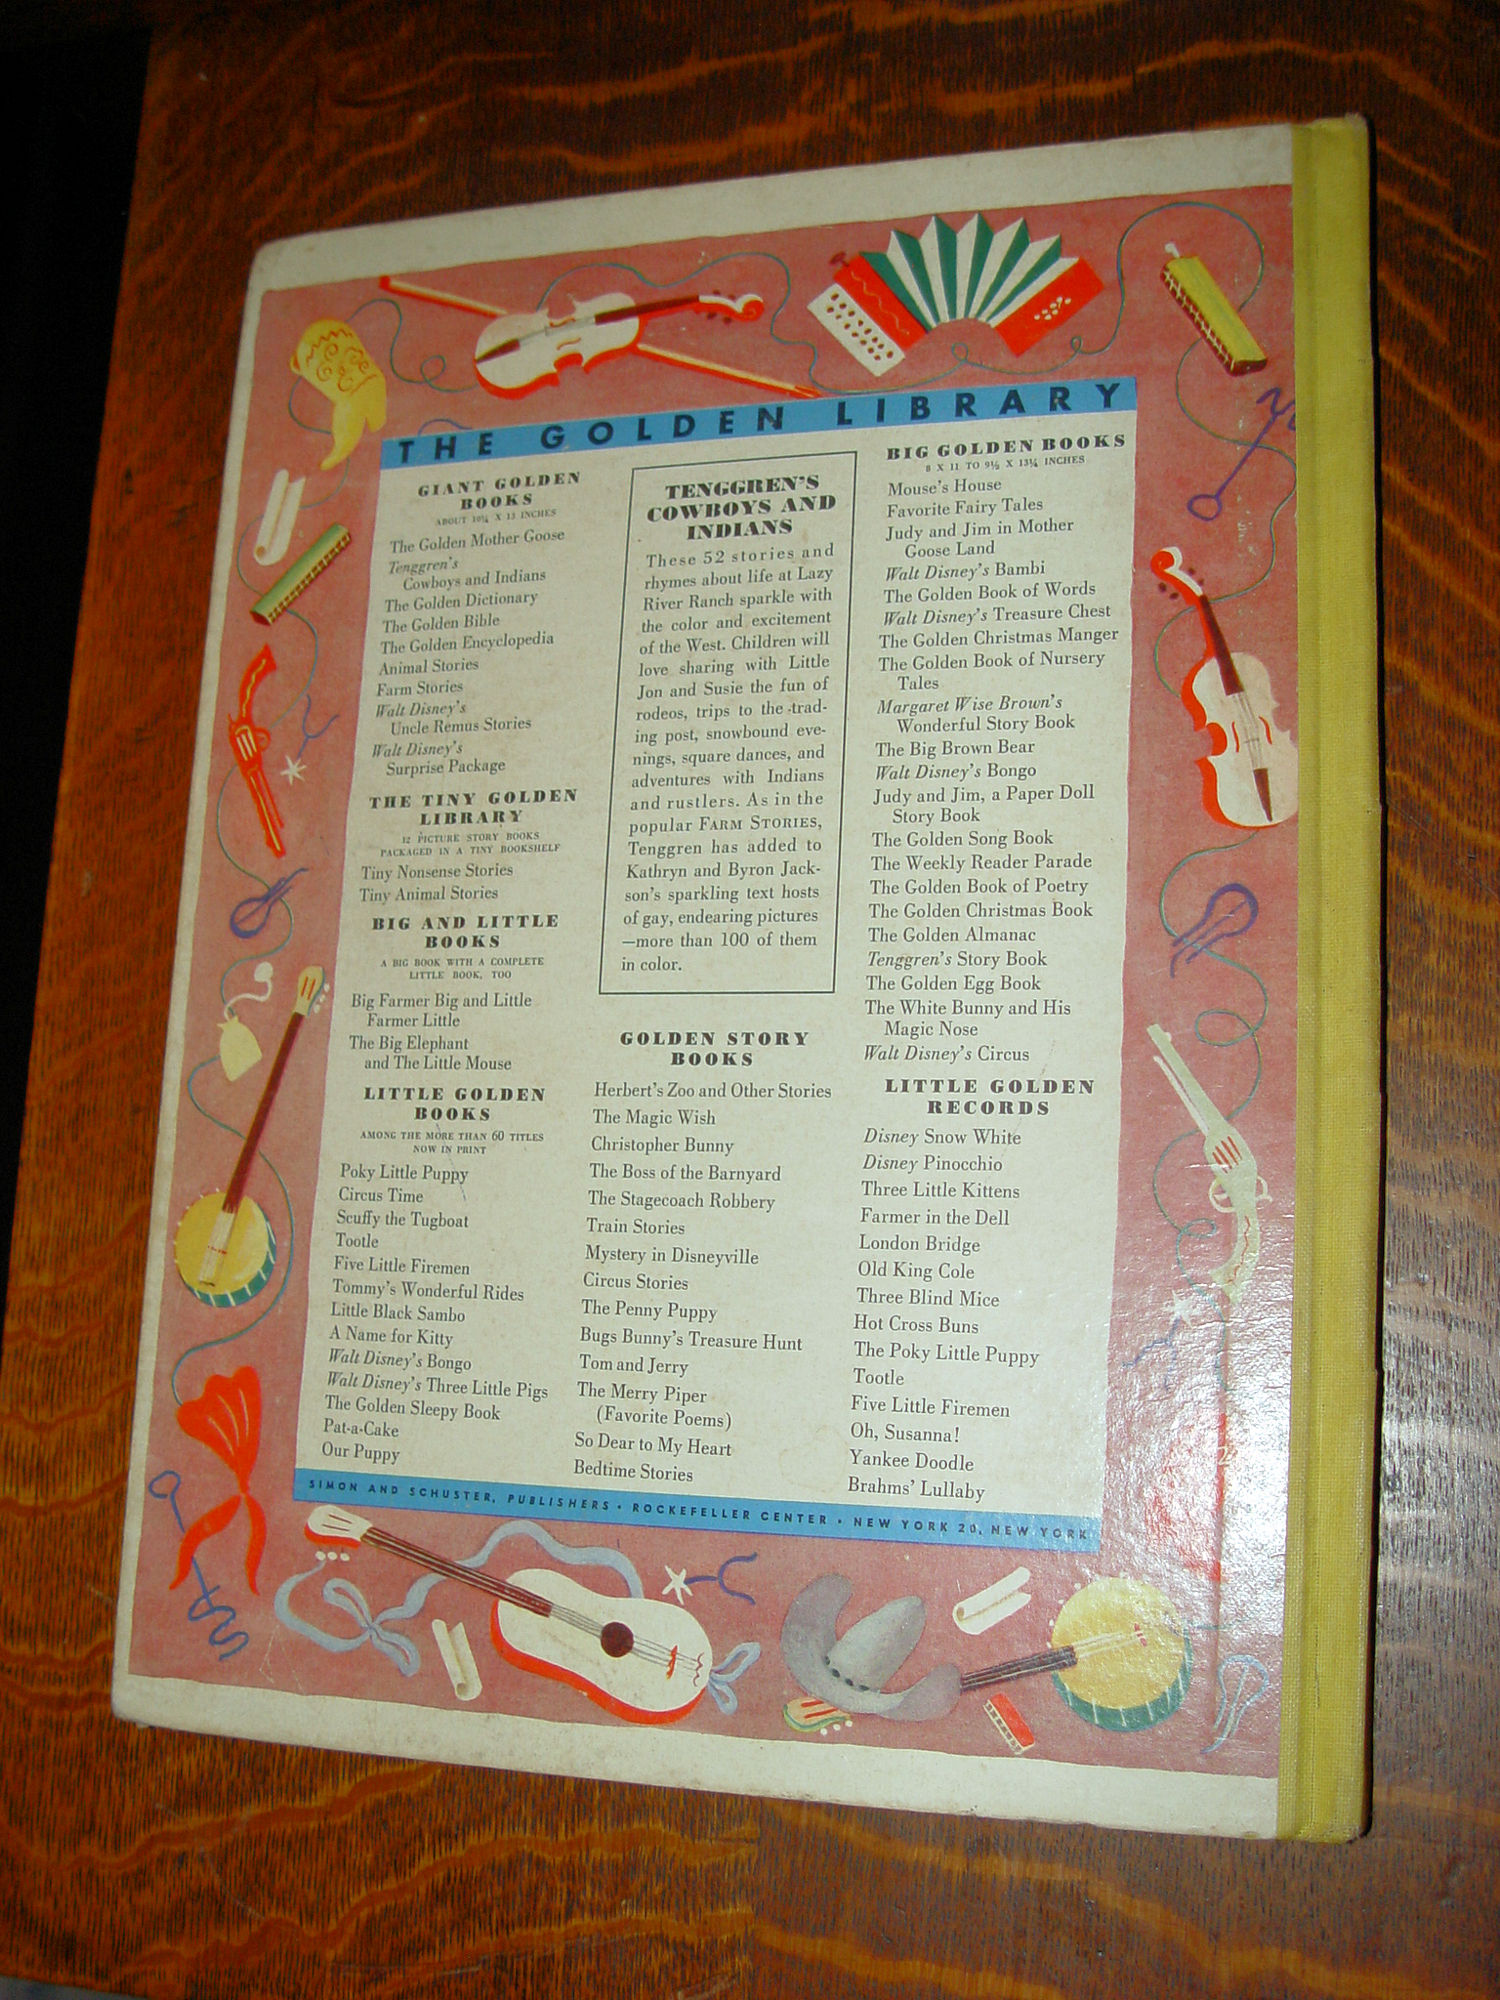 THE GOLDEN LIBRARY
GIANT GOLDEN
BOOKS
ABOUT 10¼ X 13 INCHES
The Golden Mother Goose
Tenggren's
Cowboys and Indians
The Golden Dictionary
The Golden Bible
The Golden Encyclopedia
Animal Stories
Farm Stories
Walt Disney's
Uncle Remus Stories
Walt Disney's
Surprise Package
THE TINY GOLDEN
LIBRARY
12 PICTURE STORY BOOKS
PACKAGED IN A TINY BOOKSHELF
Tiny Nonsense Stories
Tiny Animal Stories
BIG AND LITTLE
BOOKS
A BIG BOOK WITH A COMPLETE
LITTLE BOOK, TOO
Big Farmer Big and Little
Farmer Little
The Big Elephant
and The Little Mouse
LITTLE GOLDEN
BOOKS
AMONG THE MORE THAN 60 TITLES
NOW IN PRINT
Poky Little Puppy
Circus Time
Scuffy the Tugboat
Tootle
Five Little Firemen
Tommy's Wonderful Rides
Little Black Sambo
A Name for Kitty
Walt Disney's Bongo
Walt Disney's Three Little Pigs
The Golden Sleepy Book
Pat-a-Cake
Our Puppy
TENGGREN'S
COWBOYS AND
INDIANS
These 52 stories and
rhymes about life at Lazy
River Ranch sparkle with
the color and excitement
of the West. Children will
love sharing with Little
Jon and Susie the fun of
rodeos, trips to the trad-
ing post, snowbound eve-
nings, square dances, and
adventures with Indians
and rustlers. As in the
popular FARM STORIES,
Tenggren has added to
Kathryn and Byron Jack-
son's sparkling text hosts
of gay, endearing pictures
—more than 100 of them
in color.
GOLDEN STORY
BOOKS
Herbert's Zoo and Other Stories
The Magic Wish
Christopher Bunny
The Boss of the Barnyard
The Stagecoach Robbery
Train Stories
Mystery in Disneyville
Circus Stories
The Penny Puppy
Bugs Bunny's Treasure Hunt
Tom and Jerry
The Merry Piper
(Favorite Poems)
So Dear to My Heart
Bedtime Stories
BIG GOLDEN BOOKS
8 X 11 TO 9½ X 13¼ INCHES
Mouse's House
Favorite Fairy Tales
Judy and Jim in Mother
Goose Land
Walt Disney's Bambi
The Golden Book of Words
Walt Disney's Treasure Chest
The Golden Christmas Manger
The Golden Book of Nursery
Tales
Margaret Wise Brown's
Wonderful Story Book
The Big Brown Bear
Walt Disney's Bongo
Judy and Jim, a Paper Doll
Story Book
The Golden Song Book
The Weekly Reader Parade
The Golden Book of Poetry
The Golden Christmas Book
The Golden Almanac
Tenggren's Story Book
The Golden Egg Book
The White Bunny and His
Magic Nose
Walt Disney's Circus
LITTLE GOLDEN
RECORDS
Disney Snow White
Disney Pinocchio
Three Little Kittens
Farmer in the Dell
London Bridge
Old King Cole
Three Blind Mice
Hot Cross Buns
The Poky Little Puppy
Tootle
Five Little Firemen
Oh, Susanna!
Yankee Doodle
Brahms' Lullaby
SIMON AND SCHUSTER, PUBLISHERS • ROCKEFELLER CENTER • NEW YORK 20, NEW YORK